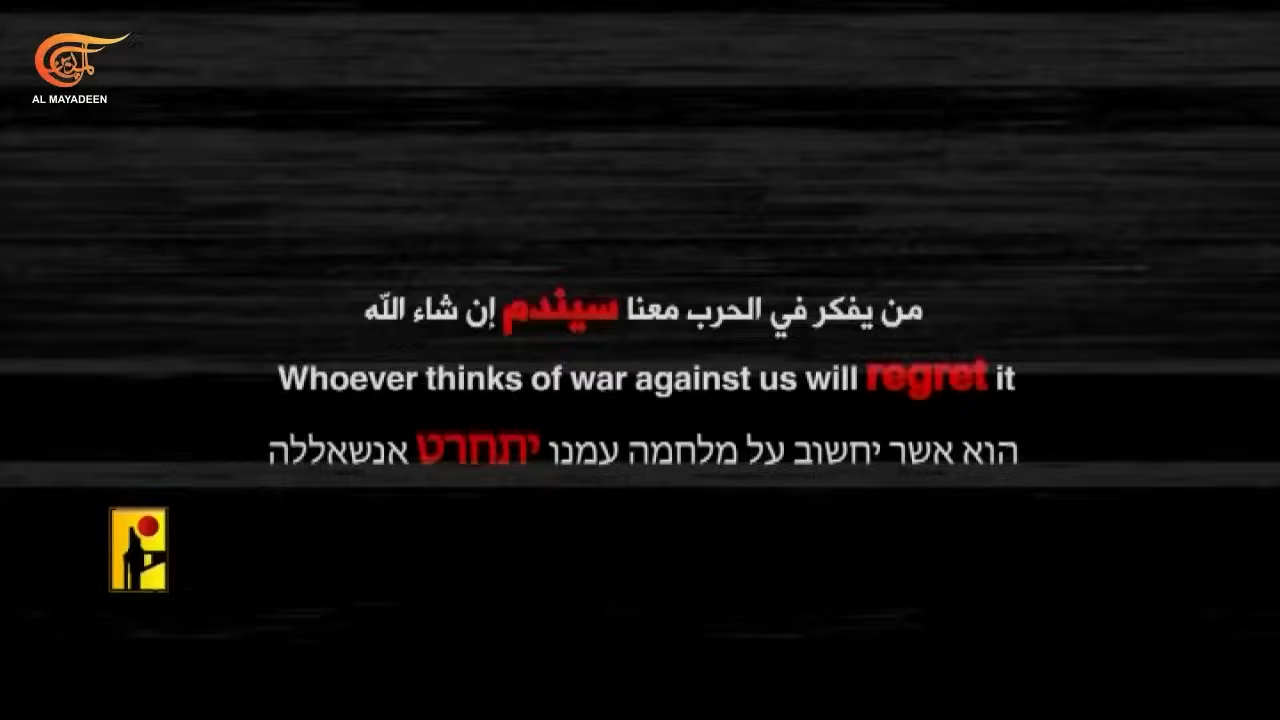 AL MAYADEEN
من يفكر في الحرب معنا سيندم إن شاء الله
Whoever thinks of war against us will regret it
הוא אשר יחשוב על מלחמה עמנו יתחרט אנשאללה